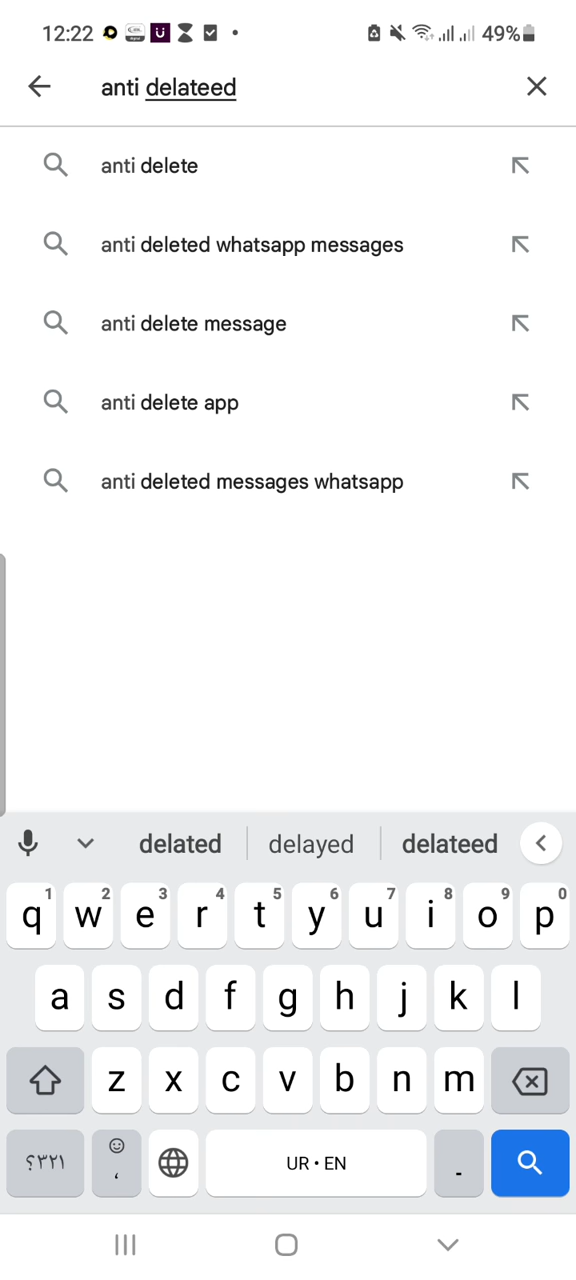 12:22 49%
anti delateed
anti delete
anti deleted whatsapp messages
anti delete message
anti delete app
anti deleted messages whatsapp
delated delayed delateed
1 2 3 4 5 6 7 8 9 0
q w e r t y u i o p
a s d f g h j k l
z x c v b n m
؟۳۲۱ ، UR • EN -